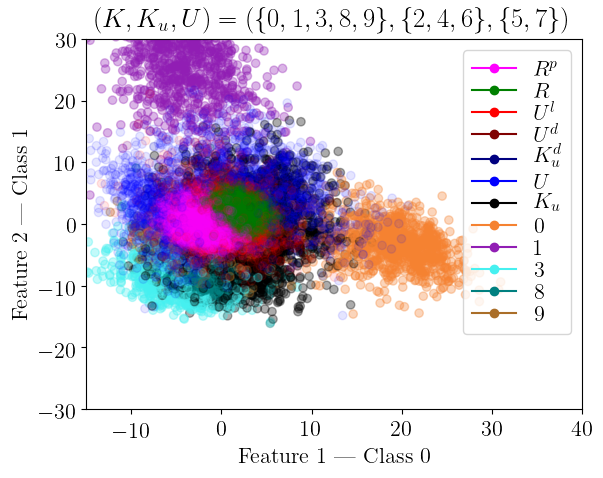 (K, K_u, U) = ({0, 1, 3, 8, 9}, {2, 4, 6}, {5, 7})
30
20
10
0
−10
−20
−30
Feature 2 — Class 1
R^p
R
U^l
U^d
K_u^d
U
K_u
0
1
3
8
9
−10 0 10 20 30 40
Feature 1 — Class 0